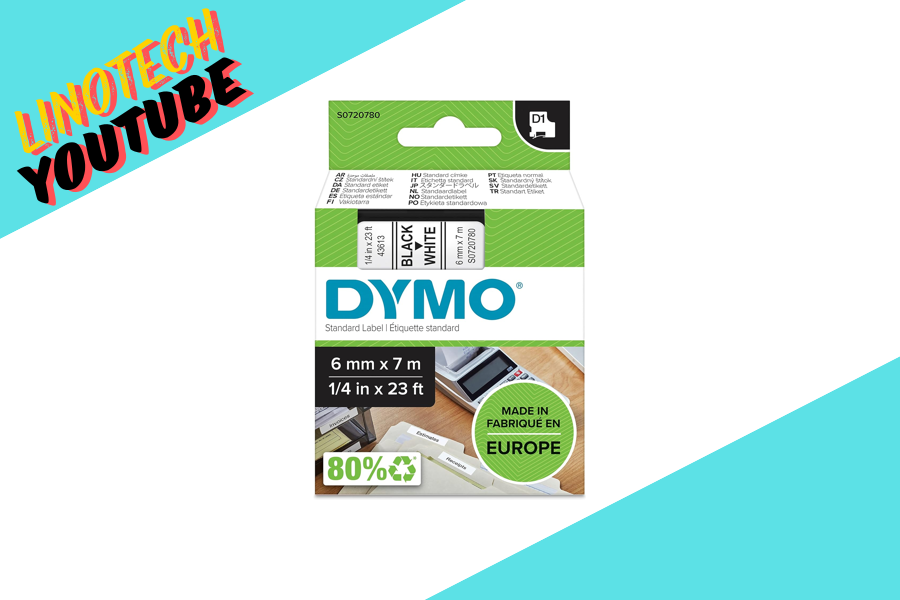 LINOTECH
YOUTUBE
S0720780
D1
AR
CZ Standardní štítek
DA Standard etiket
DE Standardetikett
ES Etiqueta estándar
FI Vakiotarra
HU Standard címke
IT Etichetta standard
JP スタンダードラベル
NL Standaardlabel
NO Standardetikett
PO Etykieta standardowa
PT Etiqueta normal
SK Standardný štítok
SV Standardetikett
TR Standart Etiket
1/4 in x 23 ft
43613
BLACK
WHITE
6 mm x 7 m
S0720780
DYMO®
Standard Label | Étiquette standard
6 mm x 7 m
1/4 in x 23 ft
Invoices
Estimates
Receipts
MADE IN
FABRIQUÉ EN
EUROPE
80%